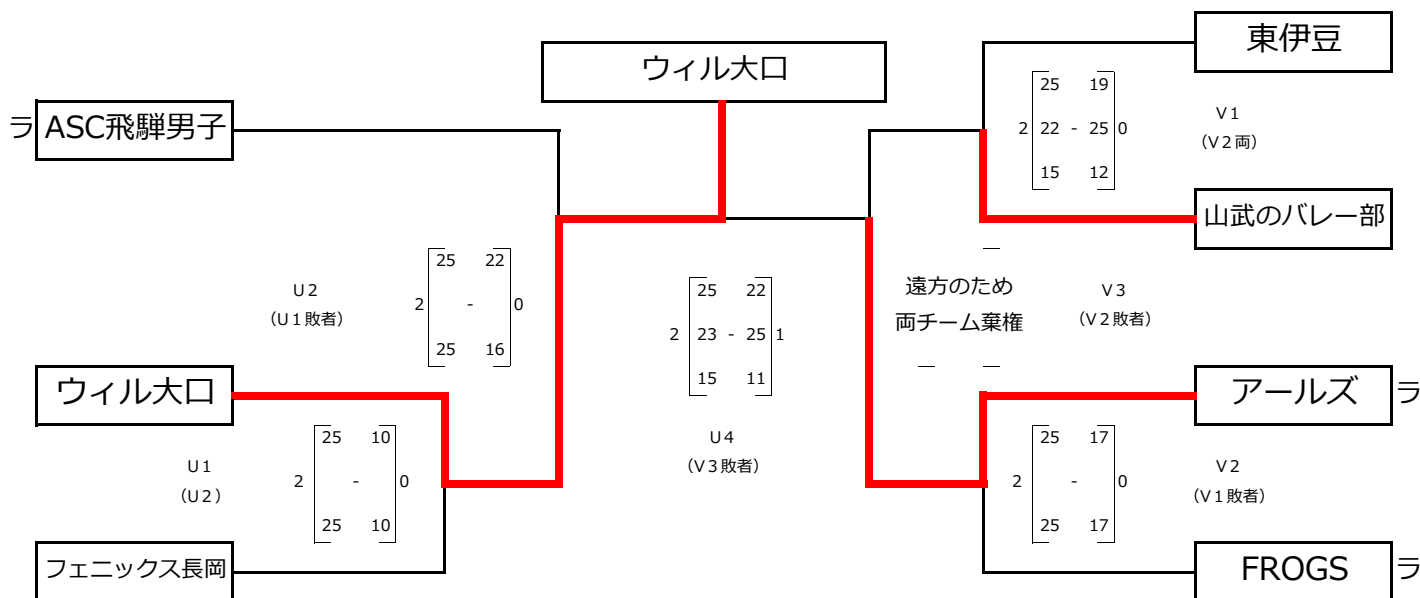 ウィル大口
東伊豆
25 19
2 22 - 25 0
15 12
V1
(V2両)
ラ ASC飛騨男子
山武のバレー部
25 22
2 - 0
25 16
U2
(U1敗者)
25 22
2 23 - 25 1
15 11
遠方のため
両チーム棄権
V3
(V2敗者)
ウィル大口
アールズ ラ
25 10
2 - 0
25 10
U1
(U2)
U4
(V3敗者)
25 17
2 - 0
25 17
V2
(V1敗者)
フェニックス長岡
FROGS ラ